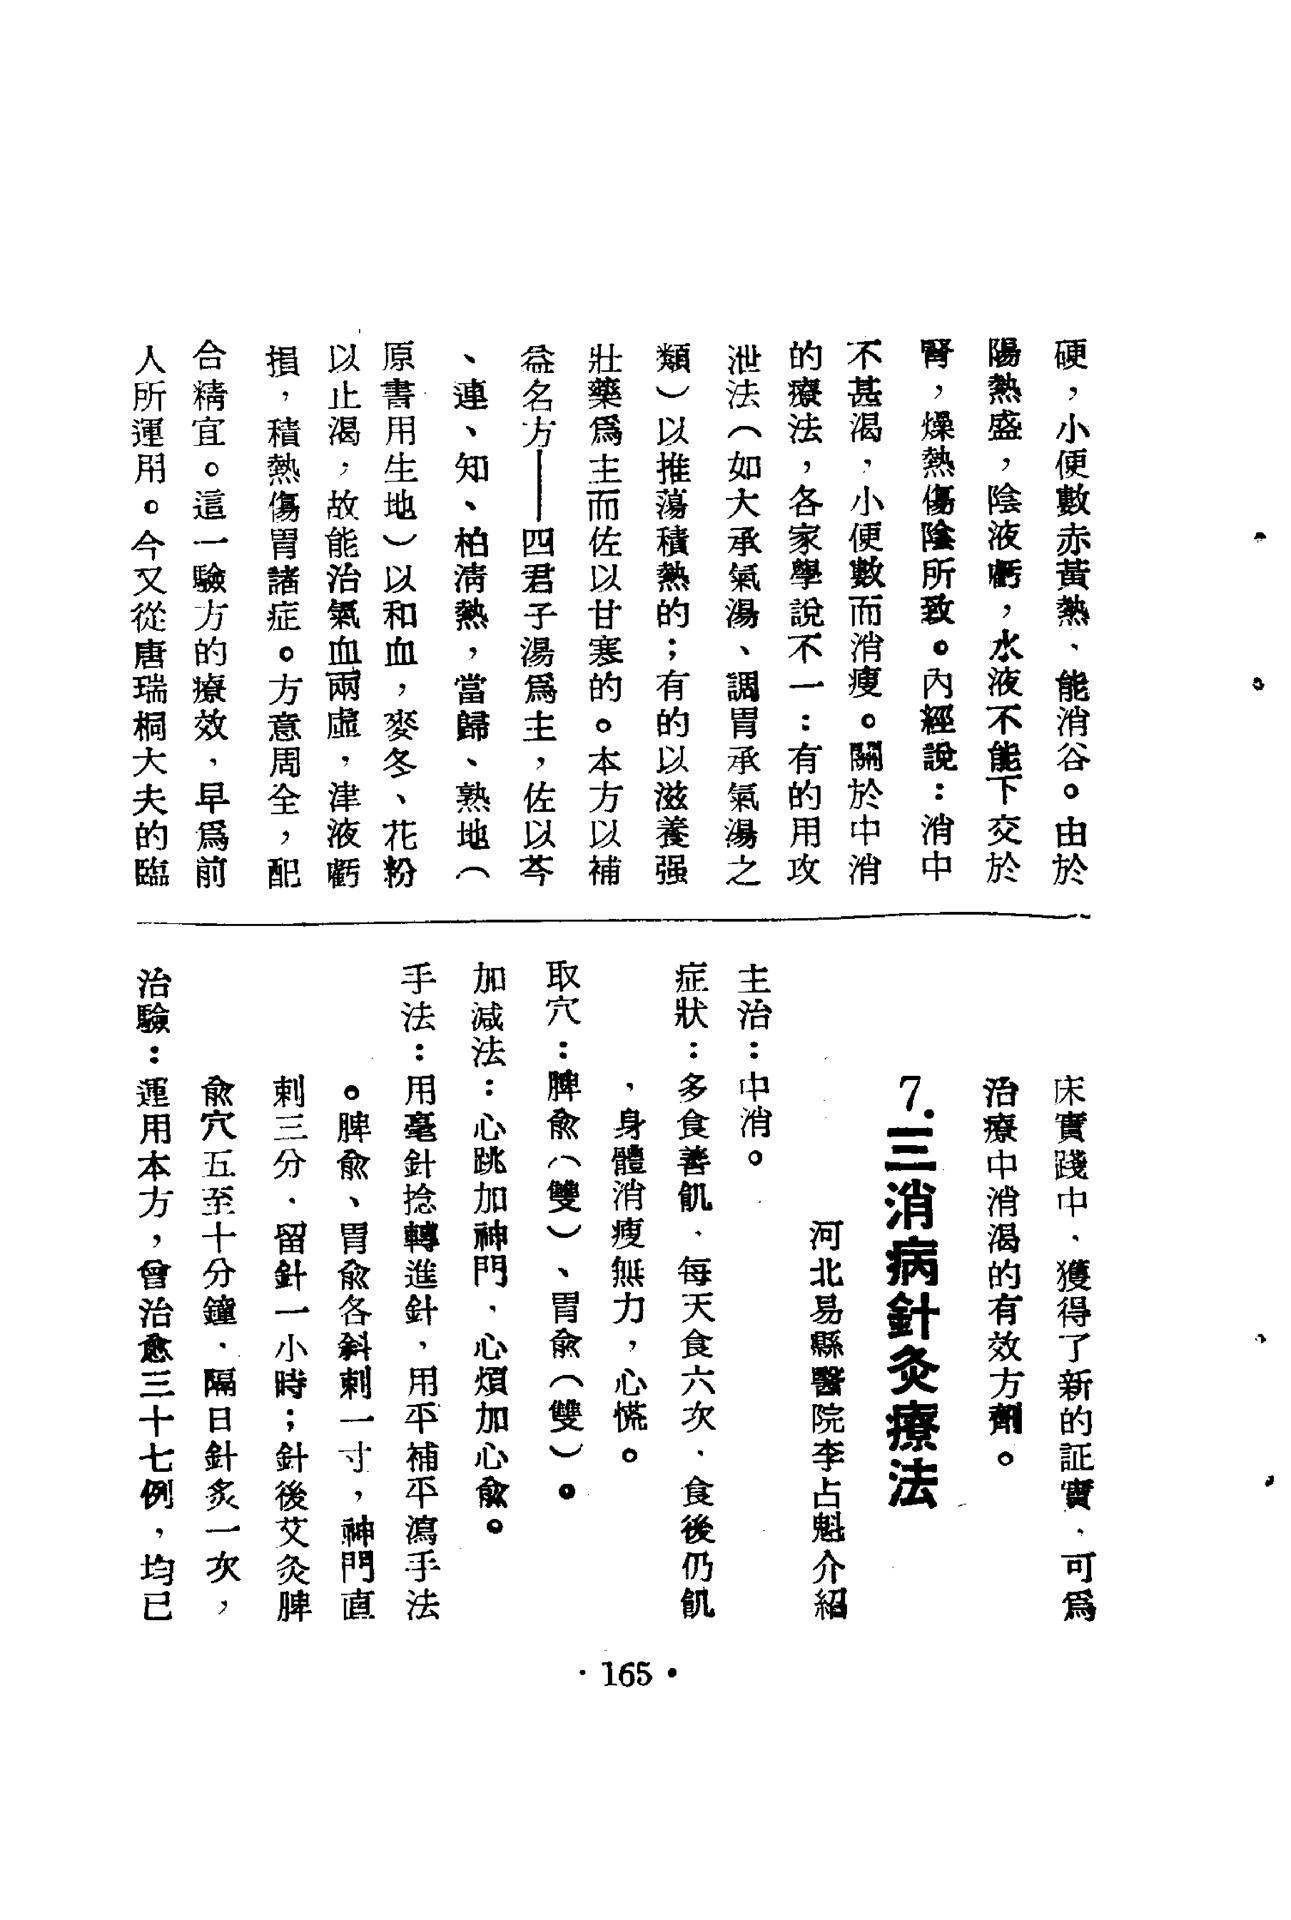 硬，小便數赤黃熱、能消谷。由於
陽熱盛，陰液虧，水液不能下交於
腎，燥熱傷陰所致。內經說：消中
不甚渴，小便數而消瘦。關於中消
的療法，各家學說不一：有的用攻
泄法（如大承氣湯、調胃承氣湯之
類）以推蕩積熱的；有的以滋養强
壯藥爲主而佐以甘寒的。本方以補
益名方——四君子湯爲主，佐以芩
、連、知、柏清熱，當歸、熟地（
原書用生地）以和血，麥冬、花粉
以止渴，故能治氣血兩虛，津液虧
損，積熱傷胃諸症。方意周全，配
合精宜。這一驗方的療效，早爲前
人所運用。今又從唐瑞桐大夫的臨
床實踐中，獲得了新的証實，可爲
治療中消渴的有效方劑。
7.三消病針灸療法
河北易縣醫院李占魁介紹
主治：中消。
症狀：多食善飢、每天食六次、食後仍飢
，身體消瘦無力，心慌。
取穴：脾兪（雙）、胃兪（雙）。
加減法：心跳加神門、心煩加心兪。
手法：用毫針捻轉進針，用平補平瀉手法
。脾兪、胃兪各斜刺一寸，神門直
刺三分、留針一小時；針後艾灸脾
兪穴五至十分鐘，隔日針炙一次，
治驗：運用本方，曾治愈三十七例，均已
· 165 ·